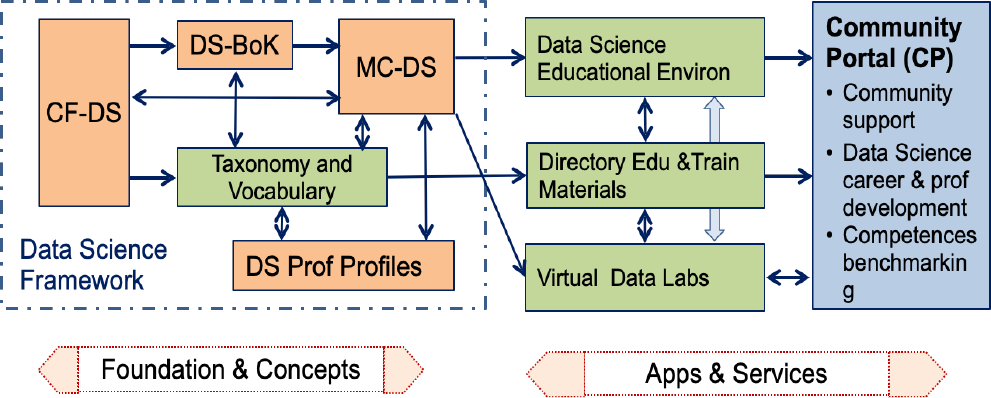 CF-DS
DS-BoK
MC-DS
Taxonomy and
Vocabulary
DS Prof Profiles
Data Science
Framework
Data Science
Educational Environ
Directory Edu &Train
Materials
Virtual Data Labs
Community
Portal (CP)
• Community
support
• Data Science
career & prof
development
• Competences
benchmarkin
g
Foundation & Concepts
Apps & Services